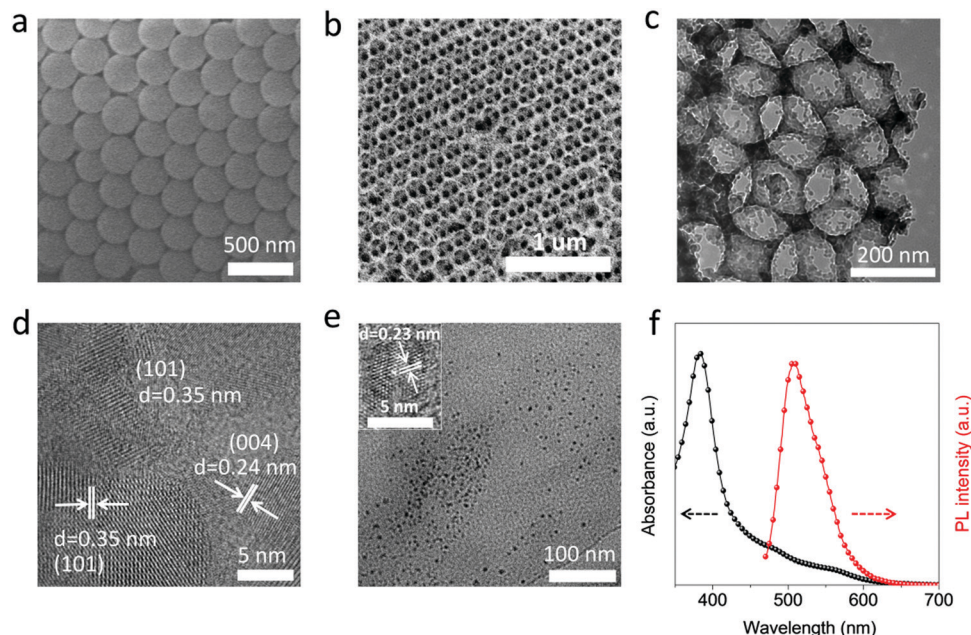 a
b
c
500 nm
1 um
200 nm
d
e
f
(101)
d=0.35 nm
(004)
d=0.24 nm
d=0.35 nm
(101)
5 nm
d=0.23 nm
5 nm
100 nm
Absorbance (a.u.)
PL intensity (a.u.)
400 500 600 700
Wavelength (nm)